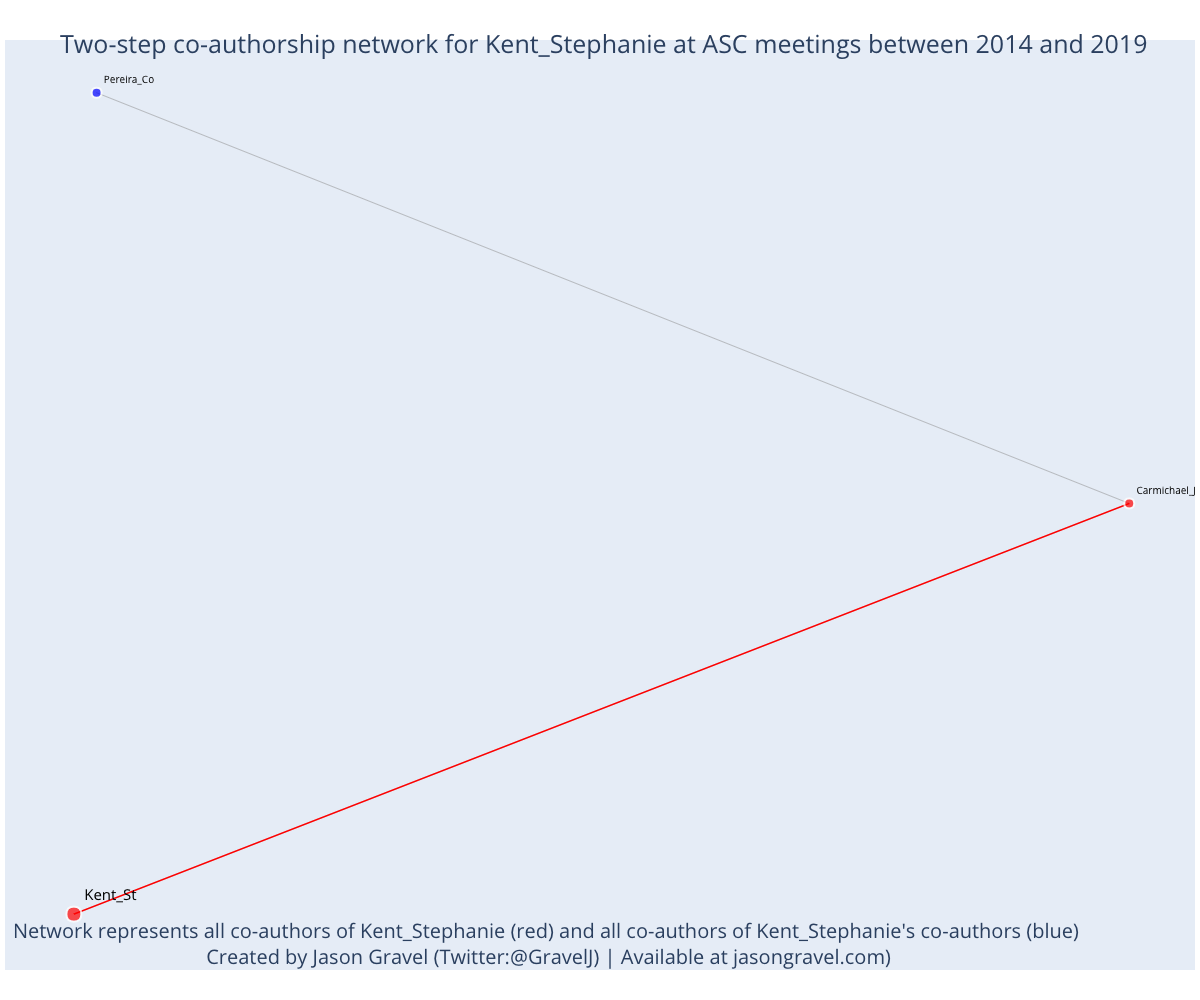 Two-step co-authorship network for Kent_Stephanie at ASC meetings between 2014 and 2019
Pereira_Co
Carmichael_J
Kent_St
Network represents all co-authors of Kent_Stephanie (red) and all co-authors of Kent_Stephanie's co-authors (blue)
Created by Jason Gravel (Twitter:@GravelJ) | Available at jasongravel.com)